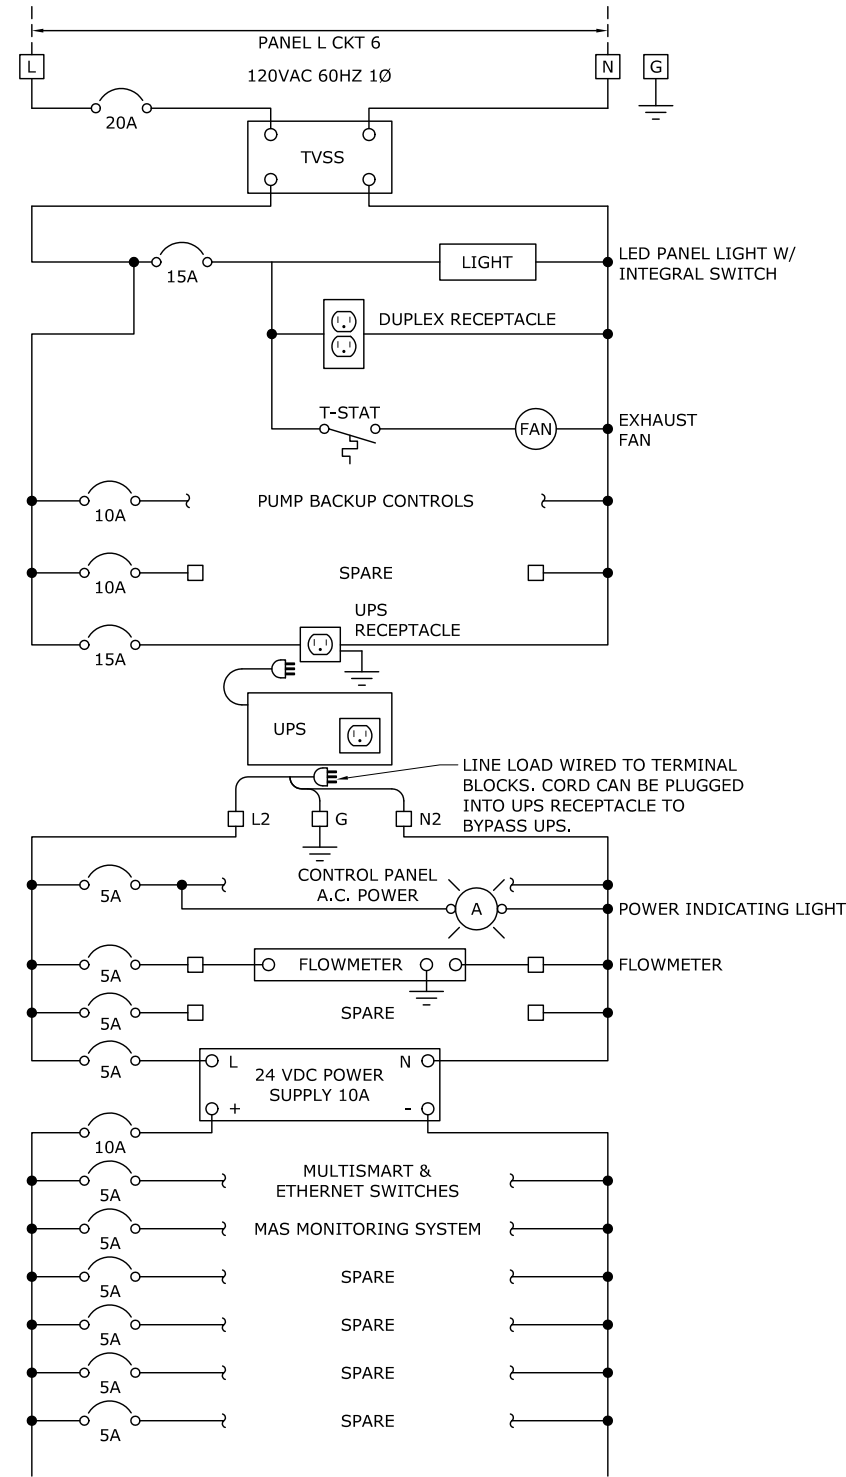 PANEL L CKT 6
L
N
G
120VAC 60HZ 1Ø
20A
TVSS
15A
LIGHT
LED PANEL LIGHT W/
INTEGRAL SWITCH
DUPLEX RECEPTACLE
T-STAT
FAN
EXHAUST
FAN
10A
PUMP BACKUP CONTROLS
10A
SPARE
15A
UPS
RECEPTACLE
UPS
LINE LOAD WIRED TO TERMINAL
BLOCKS. CORD CAN BE PLUGGED
INTO UPS RECEPTACLE TO
BYPASS UPS.
L2
G
N2
5A
CONTROL PANEL
A.C. POWER
A
POWER INDICATING LIGHT
5A
FLOWMETER
FLOWMETER
5A
SPARE
5A
L
N
24 VDC POWER
SUPPLY 10A
+
-
10A
5A
MULTISMART &
ETHERNET SWITCHES
5A
MAS MONITORING SYSTEM
5A
SPARE
5A
SPARE
5A
SPARE
5A
SPARE